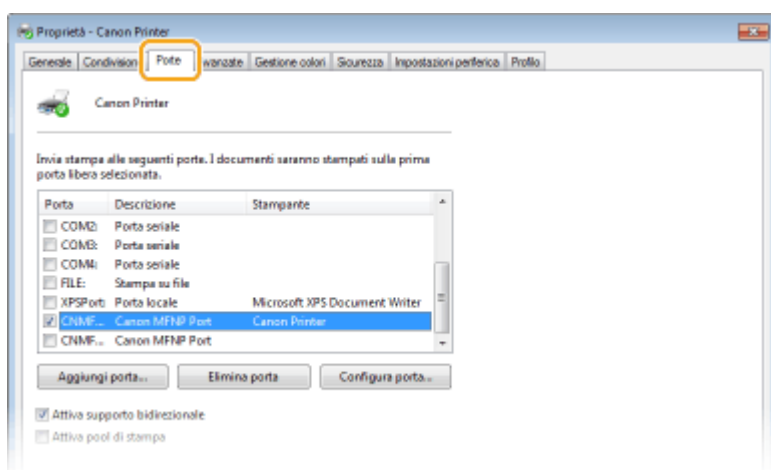 Proprietà - Canon Printer
Generale Condivision Porte wanzate Gestione colori Sicurezza Impostazioni periferica Profilo
Canon Printer
Invia stampa alle seguenti porte. I documenti saranno stampati sulla prima
porta libera selezionata.
Porta Descrizione Stampante
COM2: Porta seriale
COM3: Porta seriale
COM4: Porta seriale
FILE: Stampa su file
XPSPort: Porta locale Microsoft XPS Document Writer
CNMF... Canon MFNP Port Canon Printer
CNMF... Canon MFNP Port
Aggiungi porta... Elimina porta Configura porta...
Attiva supporto bidirezionale
Attiva pool di stampa